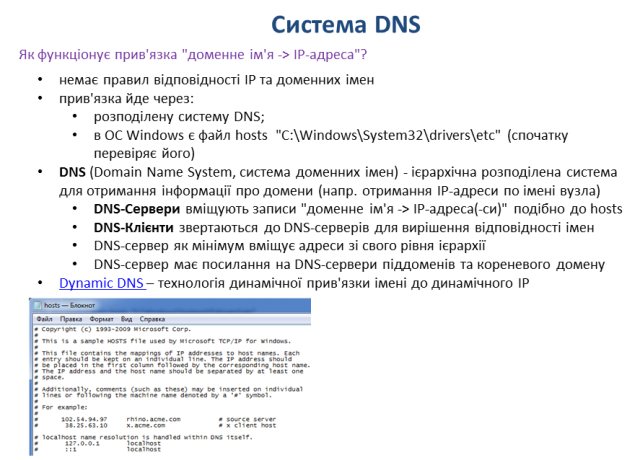 Система DNS
Як функціонує прив'язка "доменне ім'я -> IP-адреса"?
• немає правил відповідності IP та доменних імен
• прив'язка йде через:
• розподілену систему DNS;
• в ОС Windows є файл hosts "C:\Windows\System32\drivers\etc" (спочатку
перевіряє його)
• DNS (Domain Name System, система доменних імен) - ієрархічна розподілена система
для отримання інформації про домени (напр. отримання IP-адреси по імені вузла)
• DNS-Сервери вміщують записи "доменне ім'я -> IP-адреса(-си)" подібно до hosts
• DNS-Клієнти звертаються до DNS-серверів для вирішення відповідності імен
• DNS-сервер як мінімум вміщує адреси зі свого рівня ієрархії
• DNS-сервер має посилання на DNS-сервери піддоменів та кореневого домену
• Dynamic DNS – технологія динамічної прив'язки імені до динамічного IP
hosts — Блокнот
Файл Правка Формат Вид Справка
# Copyright (c) 1993-2009 Microsoft Corp.
#
# This is a sample HOSTS file used by Microsoft TCP/IP for Windows.
#
# This file contains the mappings of IP addresses to host names. Each
# entry should be kept on an individual line. The IP address should
# be placed in the first column followed by the corresponding host name.
# The IP address and the host name should be separated by at least one
# space.
#
# Additionally, comments (such as these) may be inserted on individual
# lines or following the machine name denoted by a '#' symbol.
#
# For example:
#
# 102.54.94.97 rhino.acme.com # source server
# 38.25.63.10 x.acme.com # x client host
# localhost name resolution is handled within DNS itself.
# 127.0.0.1 localhost
# ::1 localhost